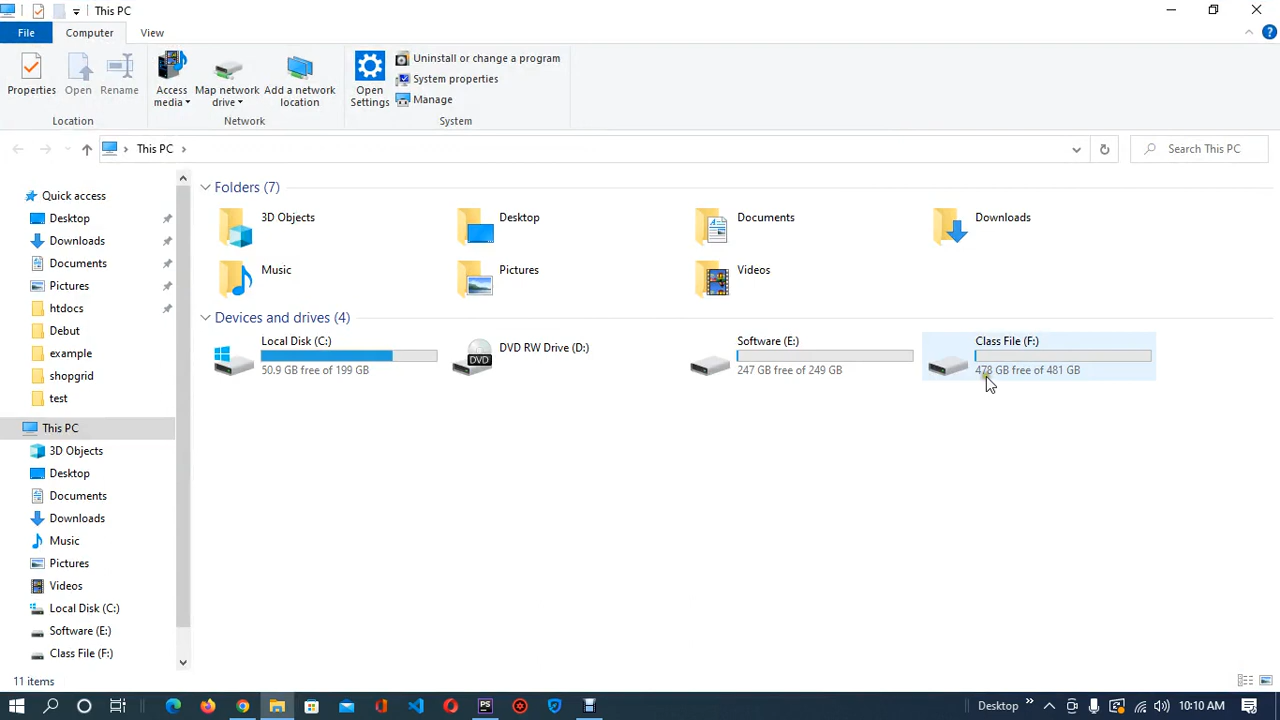 This PC
File Computer View
Properties Open Rename Access media Map network drive Add a network location Open Settings Uninstall or change a program
System properties
Manage
Location Network System
This PC Search This PC
Quick access
Desktop
Downloads
Documents
Pictures
htdocs
Debut
example
shopgrid
test
This PC
3D Objects
Desktop
Documents
Downloads
Music
Pictures
Videos
Local Disk (C:)
Software (E:)
Class File (F:)
Folders (7)
3D Objects Desktop Documents Downloads
Music Pictures Videos
Devices and drives (4)
Local Disk (C:)
50.9 GB free of 199 GB
DVD RW Drive (D:)
DVD
Software (E:)
247 GB free of 249 GB
Class File (F:)
478 GB free of 481 GB
11 items
PS
Desktop » 10:10 AM